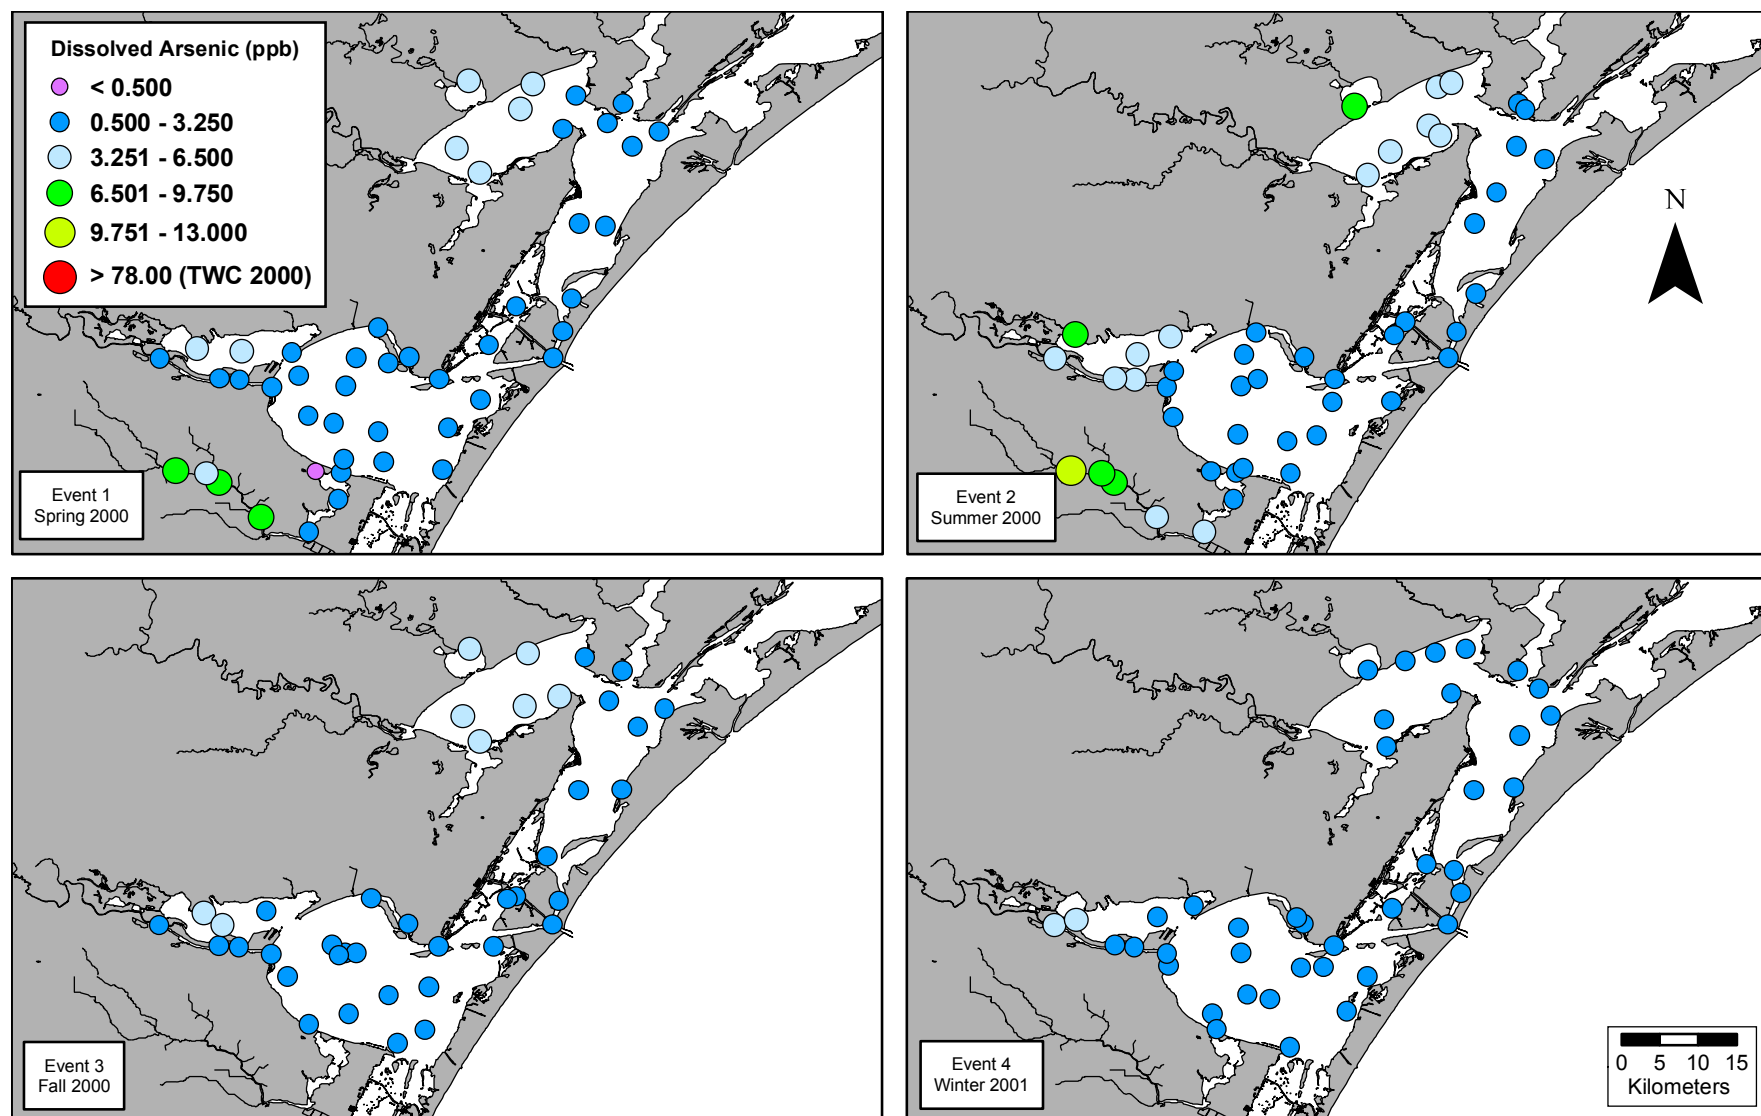 Dissolved Arsenic (ppb)
< 0.500
0.500 - 3.250
3.251 - 6.500
6.501 - 9.750
9.751 - 13.000
> 78.00 (TWC 2000)
Event 1
Spring 2000
N
Event 2
Summer 2000
Event 3
Fall 2000
Event 4
Winter 2001
0 5 10 15
Kilometers